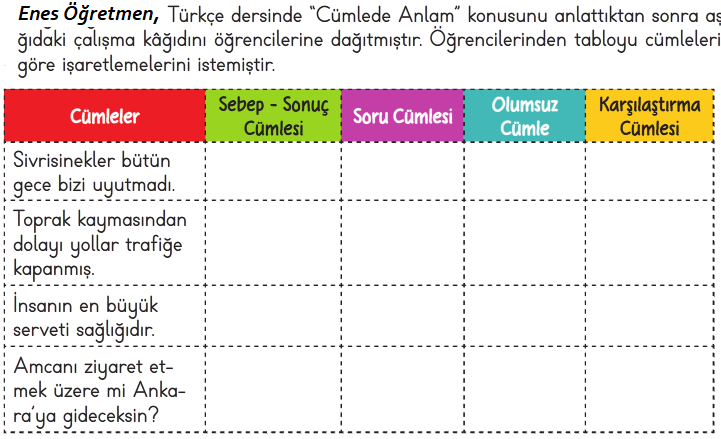 Enes Öğretmen, Türkçe dersinde “Cümlede Anlam” konusunu anlattıktan sonra aş
ğıdaki çalışma kâğıdını öğrencilerine dağıtmıştır. Öğrencilerinden tabloyu cümleleri
göre işaretlemelerini istemiştir.
Cümleler
Sebep - Sonuç
Cümlesi
Soru Cümlesi
Olumsuz
Cümle
Karşılaştırma
Cümlesi
Sivrisinekler bütün
gece bizi uyutmadı.
Toprak kaymasından
dolayı yollar trafiğe
kapanmış.
İnsanın en büyük
serveti sağlığıdır.
Amcanı ziyaret et-
mek üzere mi Anka-
ra’ya gideceksin?